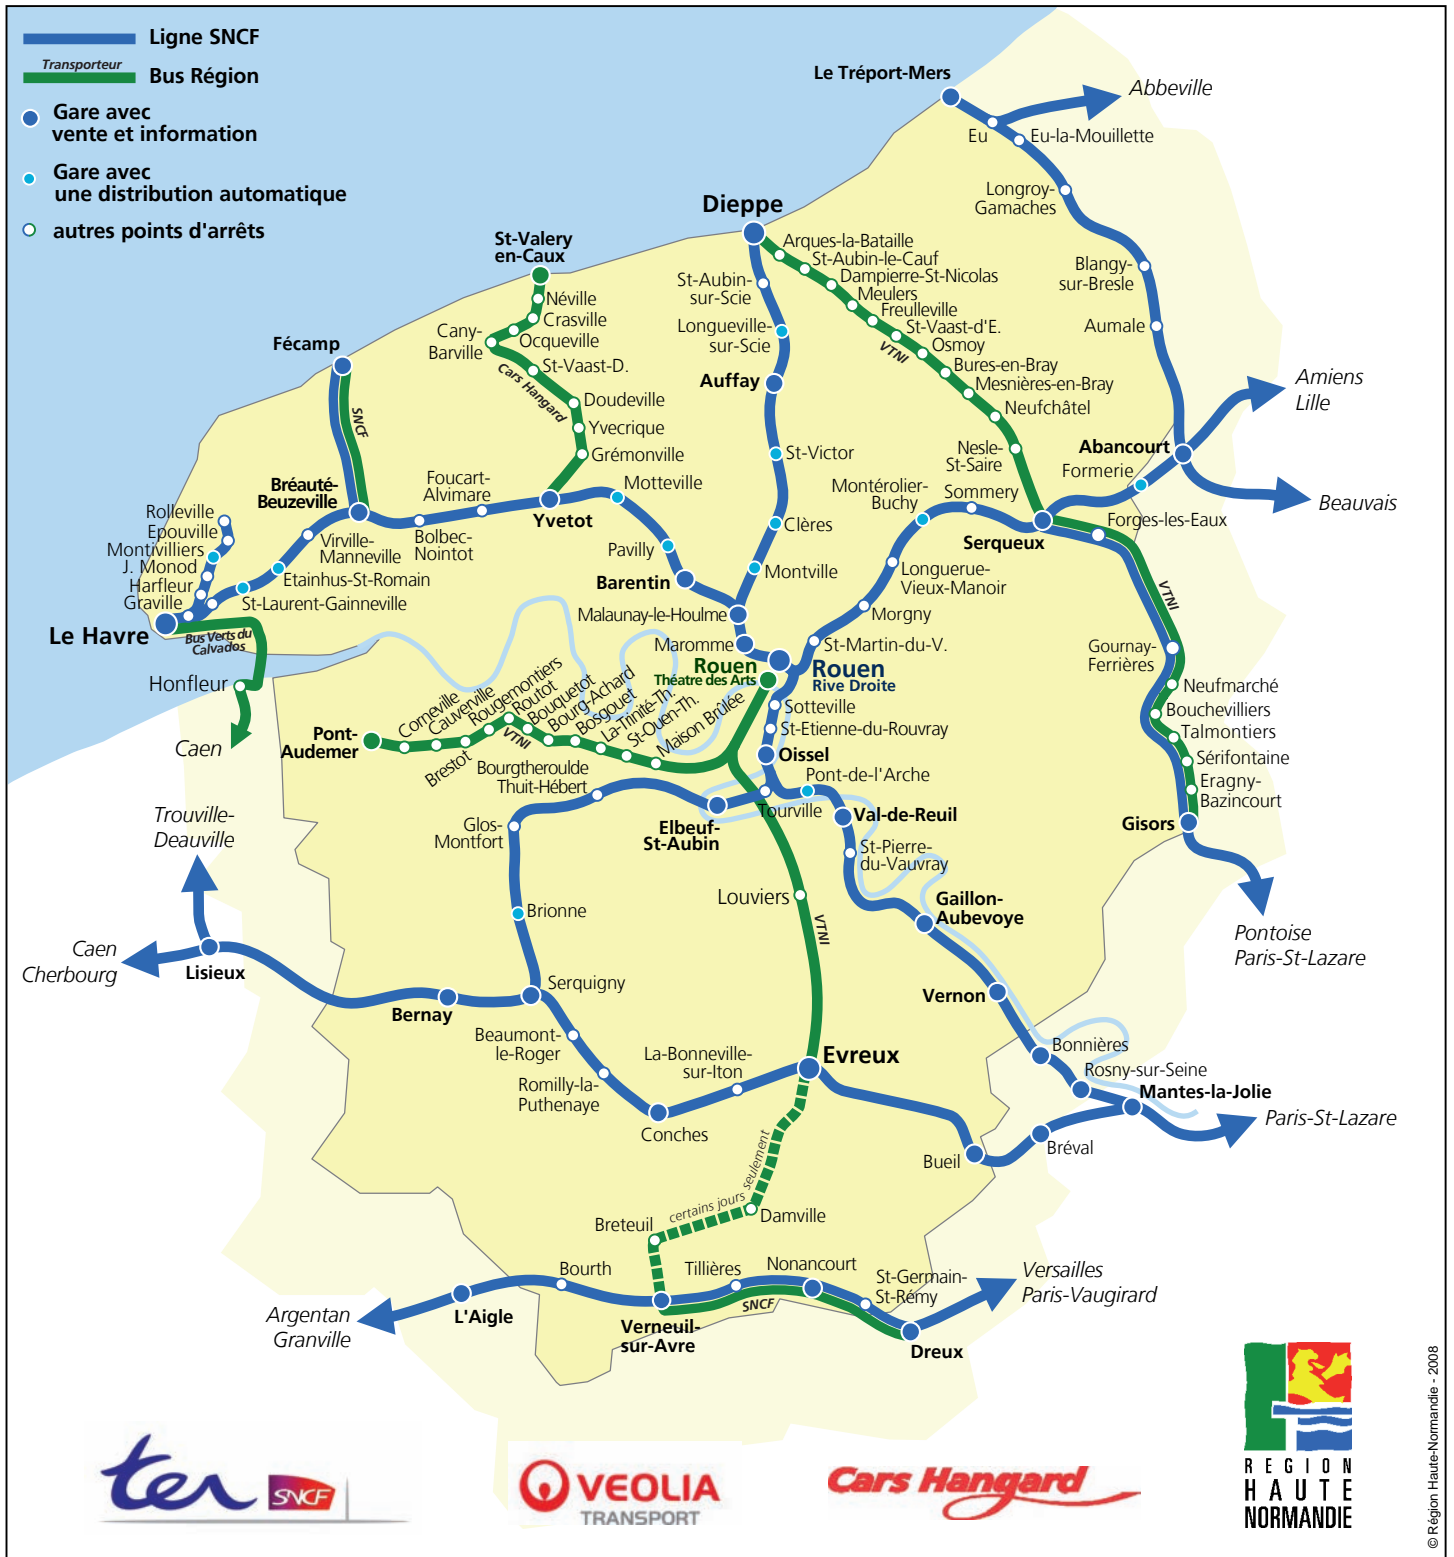 Ligne SNCF
Transporteur
Bus Région
Gare avec
vente et information
Gare avec
une distribution automatique
autres points d'arrêts
Le Tréport-Mers
Abbeville
Eu
Eu-la-Mouillette
Longroy-
Gamaches
Blangy-
sur-Bresle
Aumale
Amiens
Lille
Abancourt
Formerie
Beauvais
Dieppe
Arques-la-Bataille
St-Aubin-le-Cauf
Dampierre-St-Nicolas
Meulers
Freulleville
St-Vaast-d'E.
Osmoy
VTNI
Bures-en-Bray
Mesnières-en-Bray
Neufchâtel
Nesle-
St-Saire
St-Aubin-
sur-Scie
Longueville-
sur-Scie
Auffay
St-Victor
Clères
Montville
St-Valery
en-Caux
Néville
Crasville
Ocqueville
Cany-
Barville
St-Vaast-D.
Cars Hangard
Doudeville
Yvecrique
Grémonville
Fécamp
SNCF
Bréauté-
Beuzeville
Foucart-
Alvimare
Bolbec-
Nointot
Yvetot
Motteville
Pavilly
Barentin
Malaunay-le-Houlme
Maromme
Rolleville
Epouville
Montivilliers
J. Monod
Harfleur
Graville
Le Havre
Virville-
Manneville
Etainhus-St-Romain
St-Laurent-Gainneville
Bus Verts du
Calvados
Honfleur
Caen
Montérolier-
Buchy
Sommery
Serqueux
Forges-les-Eaux
Longuerue-
Vieux-Manoir
Morgny
St-Martin-du-V.
VTNI
Gournay-
Ferrières
Neufmarché
Bouchevilliers
Talmontiers
Sérifontaine
Eragny-
Bazincourt
Gisors
Pontoise
Paris-St-Lazare
Rouen
Théatre des Arts
Rouen
Rive Droite
Sotteville
St-Etienne-du-Rouvray
Oissel
Pont-de-l'Arche
Tourville
Val-de-Reuil
St-Pierre-
du-Vauvray
Gaillon-
Aubevoye
Vernon
Bonnières
Rosny-sur-Seine
Mantes-la-Jolie
Paris-St-Lazare
Bréval
Bueil
Pont-
Audemer
Corneville
Cauverville
Brestot
Rougemontiers
Routot
VTNI
Bouquetot
Bourg-Achard
Bosgouet
La-Trinité-Th.
St-Ouen-Th.
Maison Brûlée
Bourgtheroulde
Thuit-Hébert
Elbeuf-
St-Aubin
Glos-
Montfort
Brionne
Louviers
VTNI
Trouville-
Deauville
Caen
Cherbourg
Lisieux
Bernay
Serquigny
Beaumont-
le-Roger
Romilly-la-
Puthenaye
Conches
La-Bonneville-
sur-Iton
Evreux
certains jours seulement
Damville
Breteuil
Argentan
Granville
L'Aigle
Bourth
Verneuil-
sur-Avre
Tillières
SNCF
Nonancourt
St-Germain-
St-Rémy
Dreux
Versailles
Paris-Vaugirard
ter SNCF
VEOLIA
TRANSPORT
Cars Hangard
REGION
HAUTE
NORMANDIE
© Région Haute-Normandie - 2008